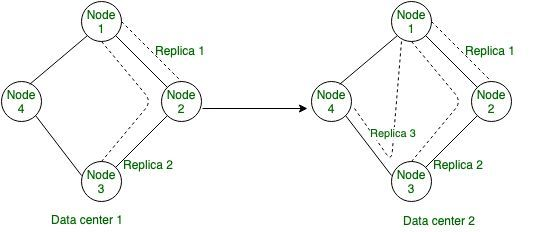 Node
1
Replica 1
Node
4
Node
2
Replica 2
Node
3
Data center 1
Node
1
Replica 1
Node
4
Node
2
Replica 3
Replica 2
Node
3
Data center 2